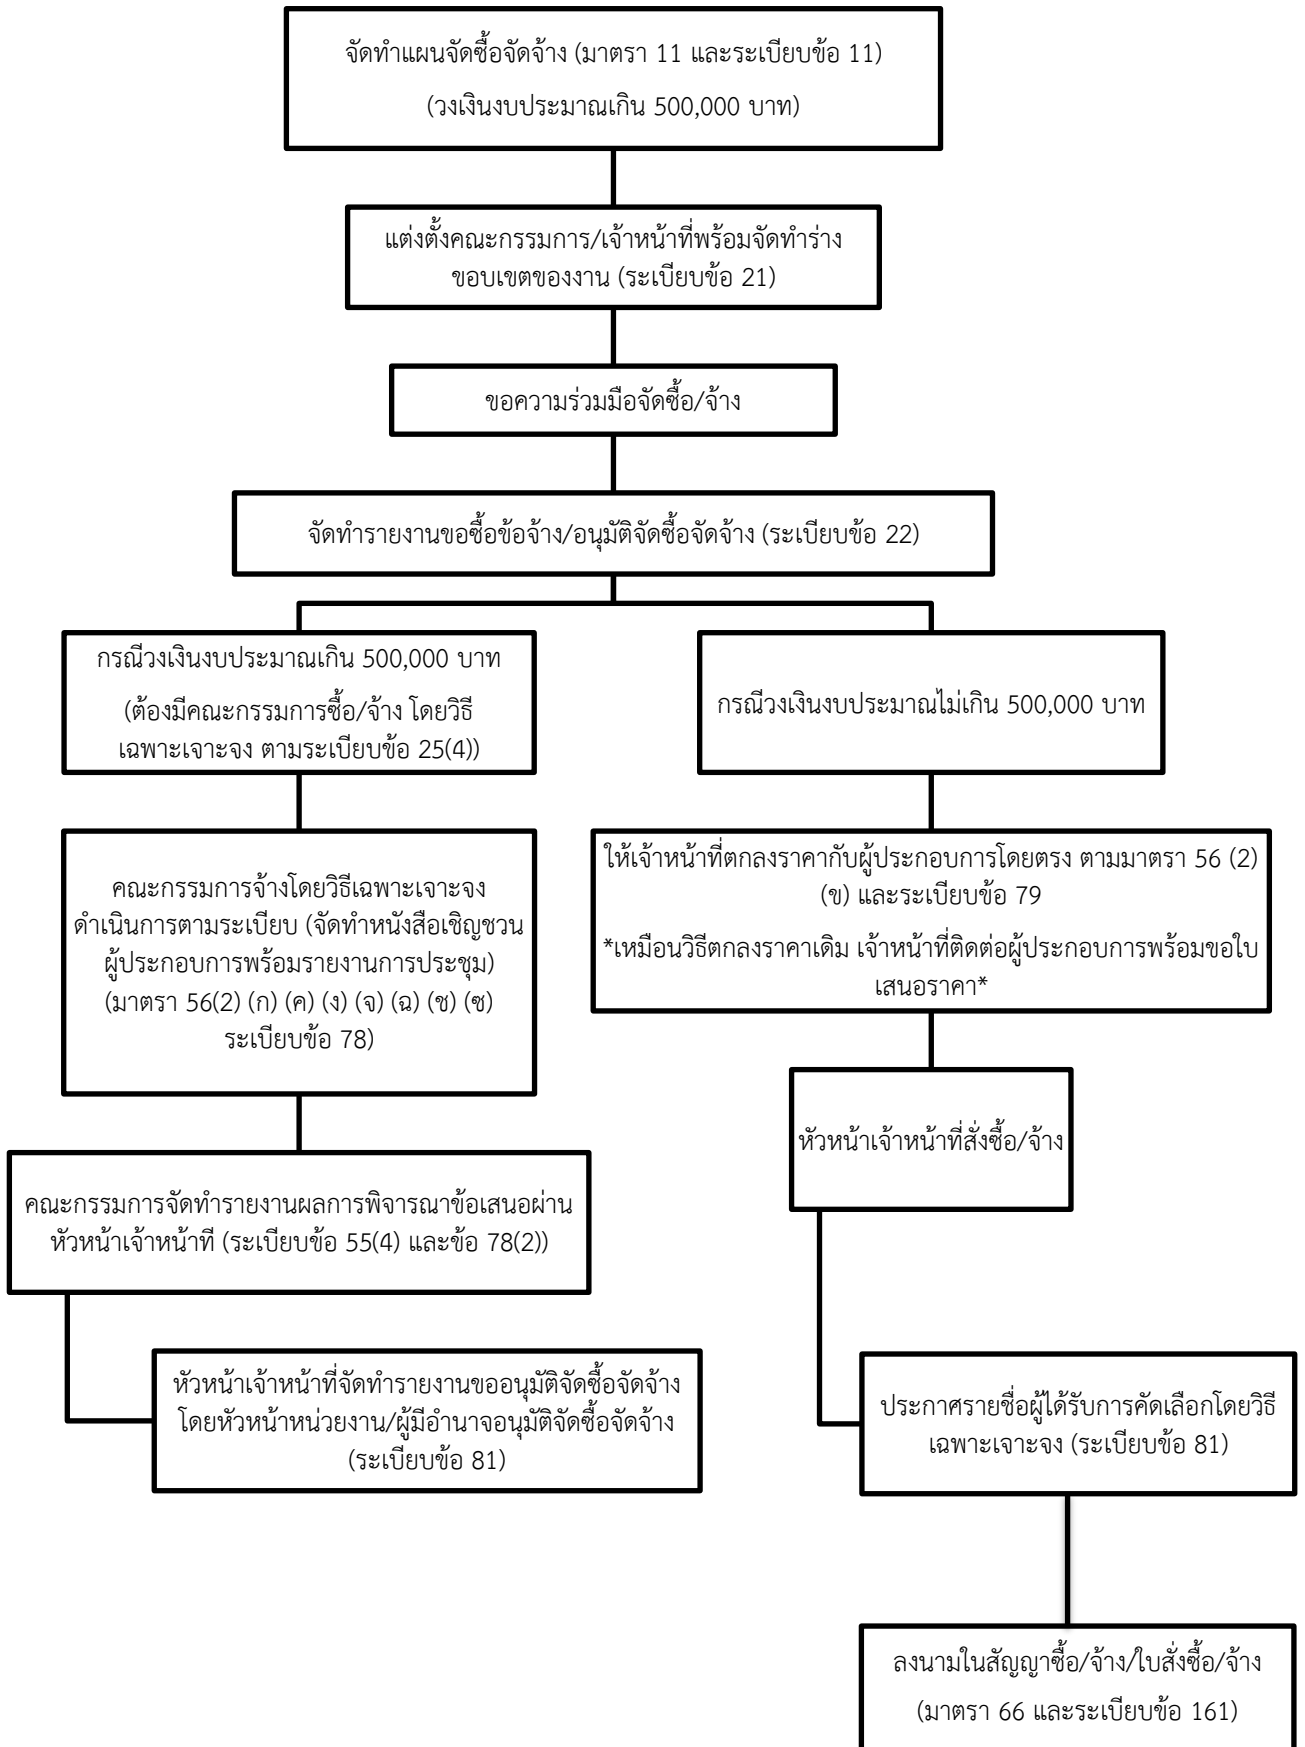 จัดทำแผนจัดซื้อจัดจ้าง (มาตรา 11 และระเบียบข้อ 11)
(วงเงินงบประมาณเกิน 500,000 บาท)
แต่งตั้งคณะกรรมการ/เจ้าหน้าที่พร้อมจัดทำร่าง
ขอบเขตของงาน (ระเบียบข้อ 21)
ขอความร่วมมือจัดซื้อ/จ้าง
จัดทำรายงานขอซื้อข้อจ้าง/อนุมัติจัดซื้อจัดจ้าง (ระเบียบข้อ 22)
กรณีวงเงินงบประมาณเกิน 500,000 บาท
(ต้องมีคณะกรรมการซื้อ/จ้าง โดยวิธี
เฉพาะเจาะจง ตามระเบียบข้อ 25(4))
คณะกรรมการจ้างโดยวิธีเฉพาะเจาะจง
ดำเนินการตามระเบียบ (จัดทำหนังสือเชิญชวน
ผู้ประกอบการพร้อมรายงานการประชุม)
(มาตรา 56(2) (ก) (ค) (ง) (จ) (ฉ) (ช) (ซ)
ระเบียบข้อ 78)
คณะกรรมการจัดทำรายงานผลการพิจารณาข้อเสนอผ่าน
หัวหน้าเจ้าหน้าที (ระเบียบข้อ 55(4) และข้อ 78(2))
หัวหน้าเจ้าหน้าที่จัดทำรายงานขออนุมัติจัดซื้อจัดจ้าง
โดยหัวหน้าหน่วยงาน/ผู้มีอำนาจอนุมัติจัดซื้อจัดจ้าง
(ระเบียบข้อ 81)
กรณีวงเงินงบประมาณไม่เกิน 500,000 บาท
ให้เจ้าหน้าที่ตกลงราคากับผู้ประกอบการโดยตรง ตามมาตรา 56 (2)
(ข) และระเบียบข้อ 79
*เหมือนวิธีตกลงราคาเดิม เจ้าหน้าที่ติดต่อผู้ประกอบการพร้อมขอใบ
เสนอราคา*
หัวหน้าเจ้าหน้าที่สั่งซื้อ/จ้าง
ประกาศรายชื่อผู้ได้รับการคัดเลือกโดยวิธี
เฉพาะเจาะจง (ระเบียบข้อ 81)
ลงนามในสัญญาซื้อ/จ้าง/ใบสั่งซื้อ/จ้าง
(มาตรา 66 และระเบียบข้อ 161)